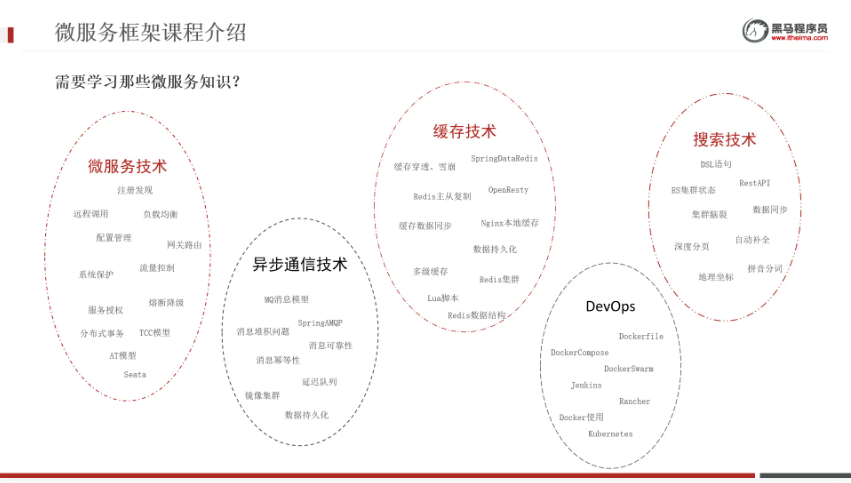 微服务框架课程介绍
黑马程序员
www.itheima.com
需要学习那些微服务知识？
微服务技术
注册发现
远程调用
负载均衡
配置管理
网关路由
系统保护
流量控制
服务授权
熔断降级
分布式事务
TCC模型
AT模型
Seata
异步通信技术
MQ消息模型
SpringAMQP
消息堆积问题
消息可靠性
消息幂等性
延迟队列
镜像集群
数据持久化
缓存技术
SpringDataRedis
缓存穿透、雪崩
OpenResty
Redis主从复制
Nginx本地缓存
缓存数据同步
数据持久化
多级缓存
Redis集群
Lua脚本
Redis数据结构
DevOps
Dockerfile
DockerCompose
DockerSwarm
Jenkins
Rancher
Docker使用
Kubernetes
搜索技术
DSL语句
RestAPI
ES集群状态
数据同步
集群脑裂
自动补全
深度分页
拼音分词
地理坐标